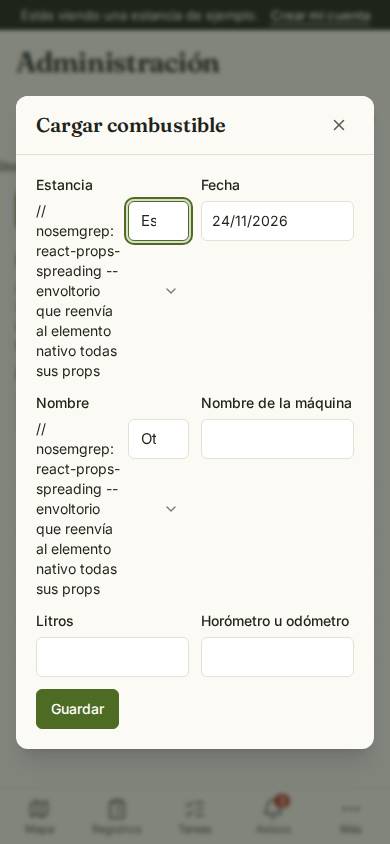 Estás viendo una estancia de ejemplo. Crear mi cuenta
Administración
Cargar combustible
Estancia
Fecha
//
nosemgrep:
react-props-
spreading --
envoltorio
que reenvía
al elemento
nativo todas
sus props
Es
24/11/2026
Nombre
Nombre de la máquina
//
nosemgrep:
react-props-
spreading --
envoltorio
que reenvía
al elemento
nativo todas
sus props
Ot
Litros
Horómetro u odómetro
Guardar
Mapa
Registros
Tareas
Avisos
Más